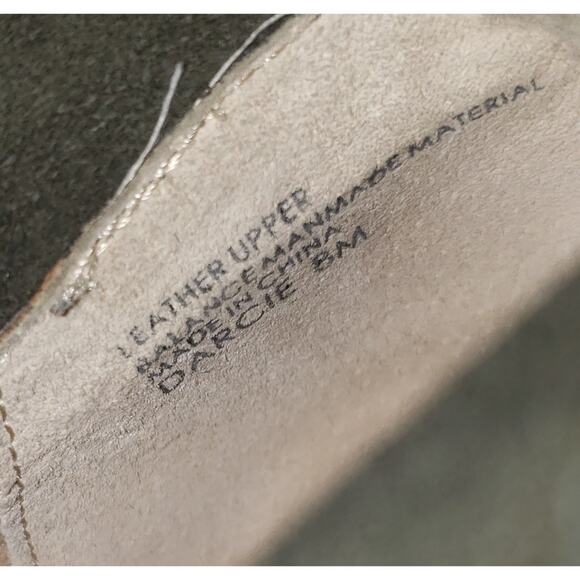 LEATHER UPPER
BALANCE MANMADE MATERIAL
MADE IN CHINA
DARCIE 8M